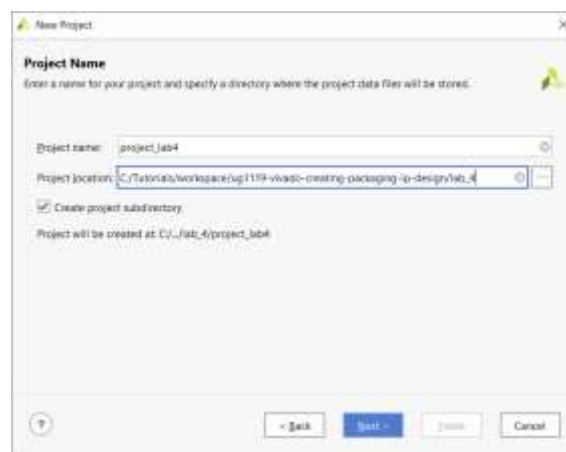 New Project
Project Name
Enter a name for your project and specify a directory where the project data files will be stored.
Project name: project_lab4
Project location: C:/Tutorials/workspace/ug1119-vivado-creating-packaging-ip-design/lab_4
Create project subdirectory
Project will be created at: C:/.../lab_4/project_lab4
?
< Back
Next >
Finish
Cancel